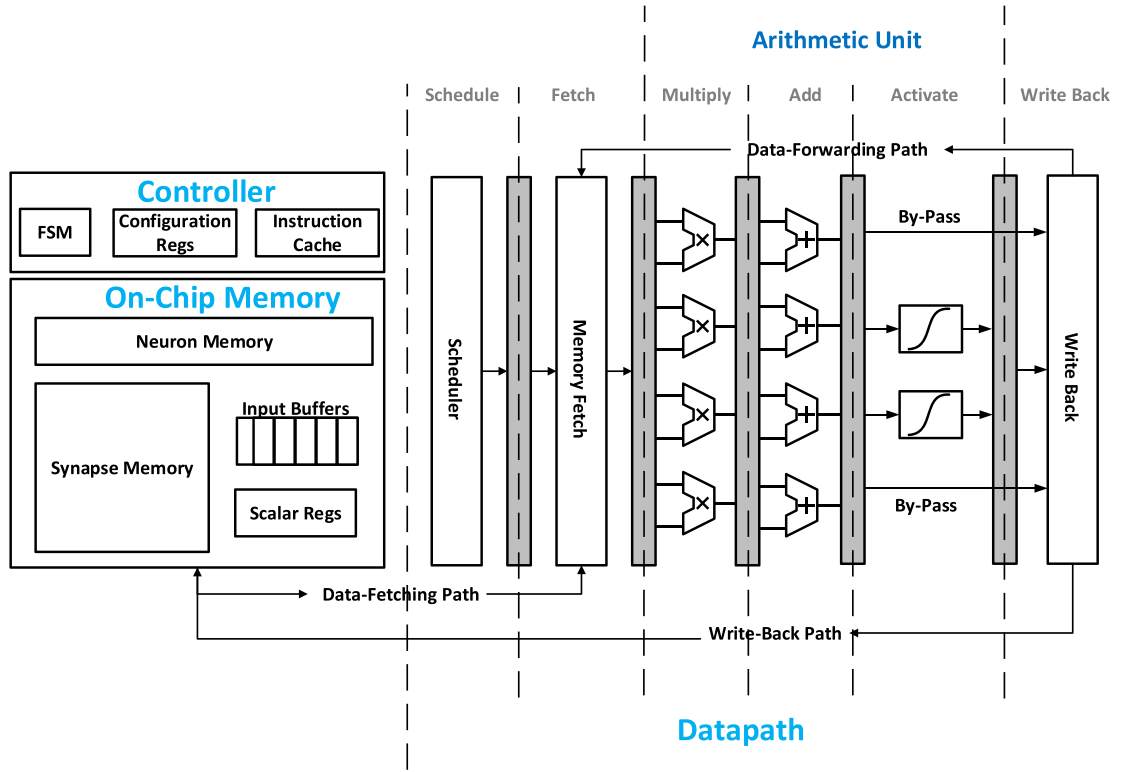 Arithmetic Unit
Schedule
Fetch
Multiply
Add
Activate
Write Back
Data-Forwarding Path
Controller
FSM
Configuration
Regs
Instruction
Cache
On-Chip Memory
Neuron Memory
Synapse Memory
Input Buffers
Scalar Regs
Scheduler
Memory Fetch
×
×
×
×
+
+
+
+
By-Pass
By-Pass
Write Back
Data-Fetching Path
Write-Back Path
Datapath